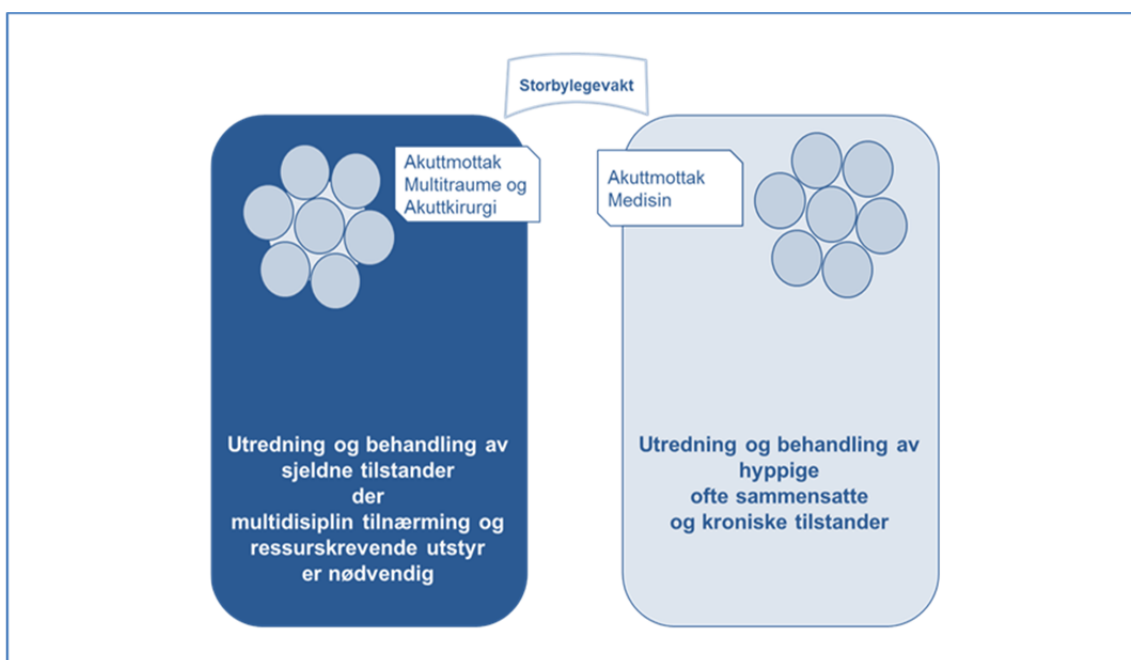 Storbylegevakt
Akuttmottak
Multitraume og
Akuttkirurgi
Akuttmottak
Medisin
Utredning og behandling av
sjeldne tilstander
der
multidisiplin tilnærming og
ressurskrevende utstyr
er nødvendig
Utredning og behandling av
hyppige
ofte sammensatte
og kroniske tilstander